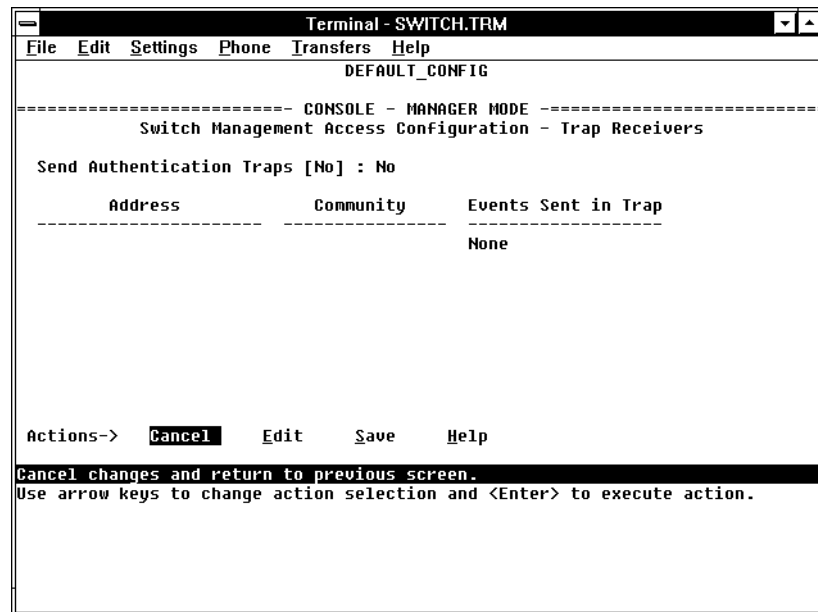 Terminal - SWITCH.TRM
File Edit Settings Phone Transfers Help
DEFAULT_CONFIG
==========================- CONSOLE - MANAGER MODE -==========================
Switch Management Access Configuration - Trap Receivers
Send Authentication Traps [No] : No
Address Community Events Sent in Trap
---------------------- ---------------- -------------------
None
Actions-> Cancel Edit Save Help
Cancel changes and return to previous screen.
Use arrow keys to change action selection and <Enter> to execute action.